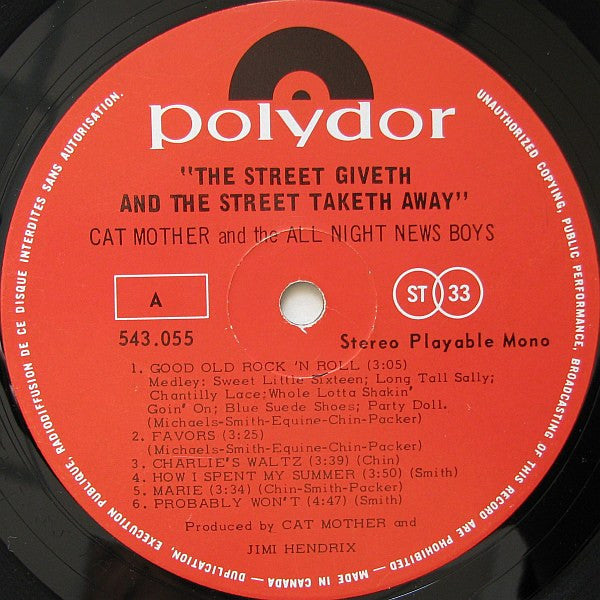 polydor
"THE STREET GIVETH
AND THE STREET TAKETH AWAY"
CAT MOTHER and the ALL NIGHT NEWS BOYS
A
ST 33
543.055
Stereo Playable Mono
1. GOOD OLD ROCK 'N ROLL (3:05)
Medley: Sweet Little Sixteen; Long Tall Sally;
Chantilly Lace;Whole Lotta Shakin'
Goin' On; Blue Suede Shoes; Party Doll.
(Michaels-Smith-Equine-Chin-Packer)
2. FAVORS (3:25)
(Michaels-Smith-Equine-Chin-Packer)
3. CHARLIE'S WALTZ (3:39) (Chin)
4. HOW I SPENT MY SUMMER (3:50) (Smith)
5. MARIE (3:34) (Chin-Smith-Packer)
6. PROBABLY WON'T (4:47) (Smith)
Produced by CAT MOTHER and
JIMI HENDRIX
UNAUTHORIZED COPYING, PUBLIC PERFORMANCE, BROADCASTING OF THIS RECORD ARE PROHIBITED — MADE IN CANADA — DUPLICATION, EXECUTION PUBLIQUE, RADIODIFFUSION DE CE DISQUE INTERDITES SANS AUTORISATION.